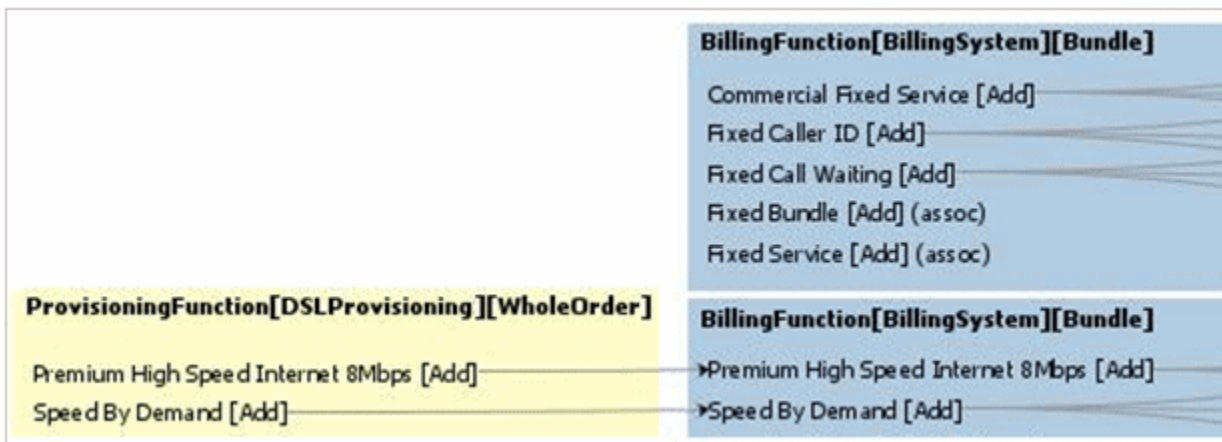 BillingFunction[BillingSystem][Bundle]
Commercial Fixed Service [Add]
Fixed Caller ID [Add]
Fixed Call Waiting [Add]
Fixed Bundle [Add] (assoc)
Fixed Service [Add] (assoc)
ProvisioningFunction[DSLProvisioning][WholeOrder]
Premium High Speed Internet 8Mbps [Add]
Speed By Demand [Add]
BillingFunction[BillingSystem][Bundle]
Premium High Speed Internet 8Mbps [Add]
Speed By Demand [Add]